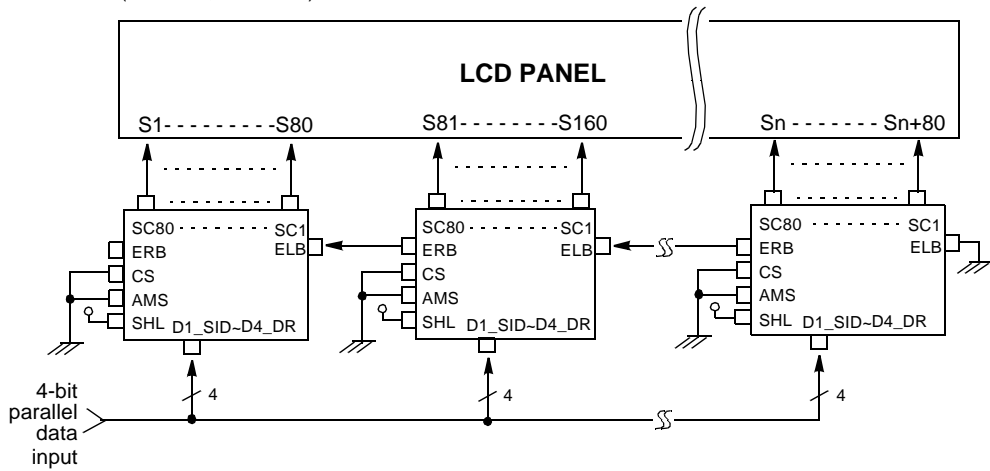 LCD PANEL
S1- - - - - - - - -S80
S81- - - - - - - -S160
Sn - - - - - - - Sn+80
SC80 - - - - - - - SC1
ERB
ELB
CS
AMS
SHL
D1_SID~D4_DR
SC80 - - - - - - - SC1
ERB
ELB
CS
AMS
SHL
D1_SID~D4_DR
SC80 - - - - - - - SC1
ERB
ELB
CS
AMS
SHL
D1_SID~D4_DR
4
4
4
4-bit
parallel
data
input